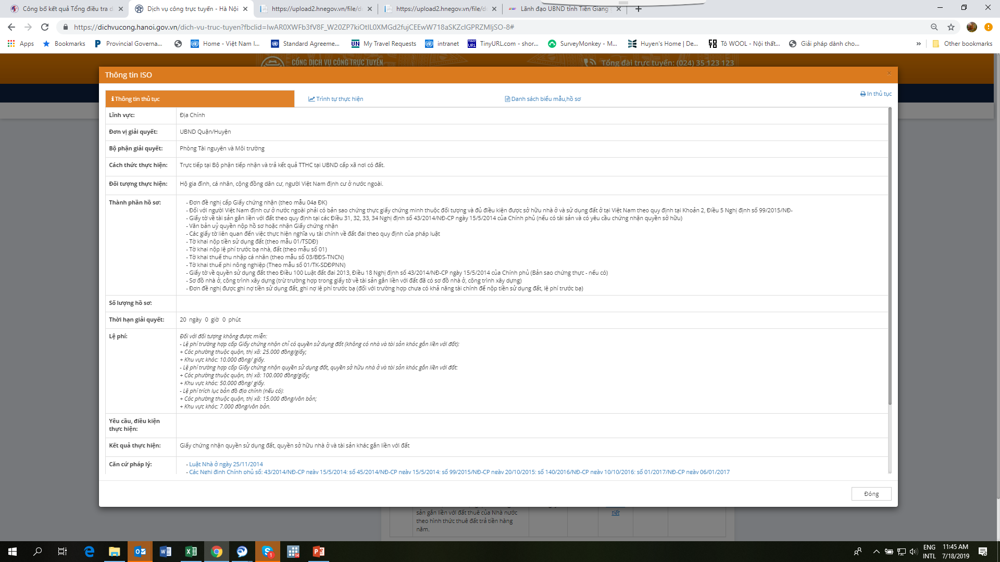 Công bố kết quả Tổng điều tra d
Dịch vụ công trực tuyến - Hà Nội
https://upload2.hnegov.vn/file/d
https://upload2.hnegov.vn/file/d
Lãnh đạo UBND tỉnh Tiền Giang
https://dichvucong.hanoi.gov.vn/dich-vu-truc-tuyen?fbclid=IwAR0XWFb3fV8F_W20ZP7kiOtIL0XMGd2fujCEEwW718aSKZclGPRZMljSO-8#
Apps
Bookmarks
Provincial Governa...
Home - Việt Nam I...
Standard Agreeme...
UN My Travel Requests
intranet
TINY URL TinyURL.com - shor...
SurveyMonkey - M...
Huyen's Home | De...
Tò WOOL - Nội thất...
Giải pháp dành cho...
»
Other bookmarks
CỔNG DỊCH VỤ CÔNG TRỰC TUYẾN
Tổng đài trực tuyến: (024) 35 123 123
Thông tin ISO
Thông tin thủ tục
Trình tự thực hiện
Danh sách biểu mẫu,hồ sơ
In thủ tục
Lĩnh vực: Địa Chính
Đơn vị giải quyết: UBND Quận/Huyện
Bộ phận giải quyết: Phòng Tài nguyên và Môi trường
Cách thức thực hiện: Trực tiếp tại Bộ phận tiếp nhận và trả kết quả TTHC tại UBND cấp xã nơi có đất.
Đối tượng thực hiện: Hộ gia đình, cá nhân, cộng đồng dân cư, người Việt Nam định cư ở nước ngoài.
Thành phần hồ sơ: - Đơn đề nghị cấp Giấy chứng nhận (theo mẫu 04a ĐK)
- Đối với người Việt Nam định cư ở nước ngoài phải có bản sao chứng thực giấy chứng minh thuộc đối tượng và đủ điều kiện được sở hữu nhà ở và sử dụng đất ở tại Việt Nam theo quy định tại Khoản 2, Điều 5 Nghị định số 99/2015/NĐ-
- Giấy tờ về tài sản gắn liền với đất theo quy định tại các Điều 31, 32, 33, 34 Nghị định số 43/2014/NĐ-CP ngày 15/5/2014 của Chính phủ (nếu có tài sản và có yêu cầu chứng nhận quyền sở hữu)
- Văn bản uỷ quyền nộp hồ sơ hoặc nhận Giấy chứng nhận
- Các giấy tờ liên quan đến việc thực hiện nghĩa vụ tài chính về đất đai theo quy định của pháp luật
- Tờ khai nộp tiền sử dụng đất (theo mẫu 01/TSDĐ)
- Tờ khai nộp lệ phí trước bạ nhà, đất (theo mẫu số 01)
- Tờ khai thuế thu nhập cá nhân (theo mẫu số 03/BĐS-TNCN)
- Tờ khai thuế phi nông nghiệp (Theo mẫu số 01/TK-SDĐPNN)
- Giấy tờ về quyền sử dụng đất theo Điều 100 Luật đất đai 2013, Điều 18 Nghị định số 43/2014/NĐ-CP ngày 15/5/2014 của Chính phủ (Bản sao chứng thực - nếu có)
- Sơ đồ nhà ở, công trình xây dựng (trừ trường hợp trong giấy tờ về tài sản gắn liền với đất đã có sơ đồ nhà ở, công trình xây dựng)
- Đơn đề nghị được ghi nợ tiền sử dụng đất, ghi nợ lệ phí trước bạ (đối với trường hợp chưa có khả năng tài chính để nộp tiền sử dụng đất, lệ phí trước bạ)
Số lượng hồ sơ:
Thời hạn giải quyết: 20 ngày 0 giờ 0 phút
Lệ phí: Đối với đối tượng không được miễn:
- Lệ phí trường hợp cấp Giấy chứng nhận chỉ có quyền sử dụng đất (không có nhà và tài sản khác gắn liền với đất):
+ Các phường thuộc quận, thị xã: 25.000 đồng/giấy;
+ Khu vực khác: 10.000 đồng/ giấy.
- Lệ phí trường hợp cấp Giấy chứng nhận quyền sử dụng đất, quyền sở hữu nhà ở và tài sản khác gắn liền với đất:
+ Các phường thuộc quận, thị xã: 100.000 đồng/giấy;
+ Khu vực khác: 50.000 đồng/ giấy.
- Lệ phí trích lục bản đồ địa chính (nếu có):
+ Các phường thuộc quận, thị xã: 15.000 đồng/văn bản;
+ Khu vực khác: 7.000 đồng/văn bản.
Yêu cầu, điều kiện
thực hiện:
Kết quả thực hiện: Giấy chứng nhận quyền sử dụng đất, quyền sở hữu nhà ở và tài sản khác gắn liền với đất
Căn cứ pháp lý: - Luật Nhà ở ngày 25/11/2014
- Các Nghị định Chính phủ số: 43/2014/NĐ-CP ngày 15/5/2014; số 45/2014/NĐ-CP ngày 15/5/2014; số 99/2015/NĐ-CP ngày 20/10/2015; số 140/2016/NĐ-CP ngày 10/10/2016; số 01/2017/NĐ-CP ngày 06/01/2017
Đóng
sản gắn liền với đất thuê của Nhà nước
tiết
theo hình thức thuê đất trả tiền hàng
năm.
ENG
INTL
11:45 AM
7/18/2019